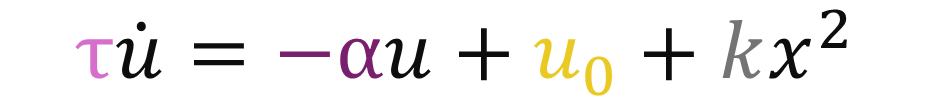 τu̇ = −αu + u₀ + kx²